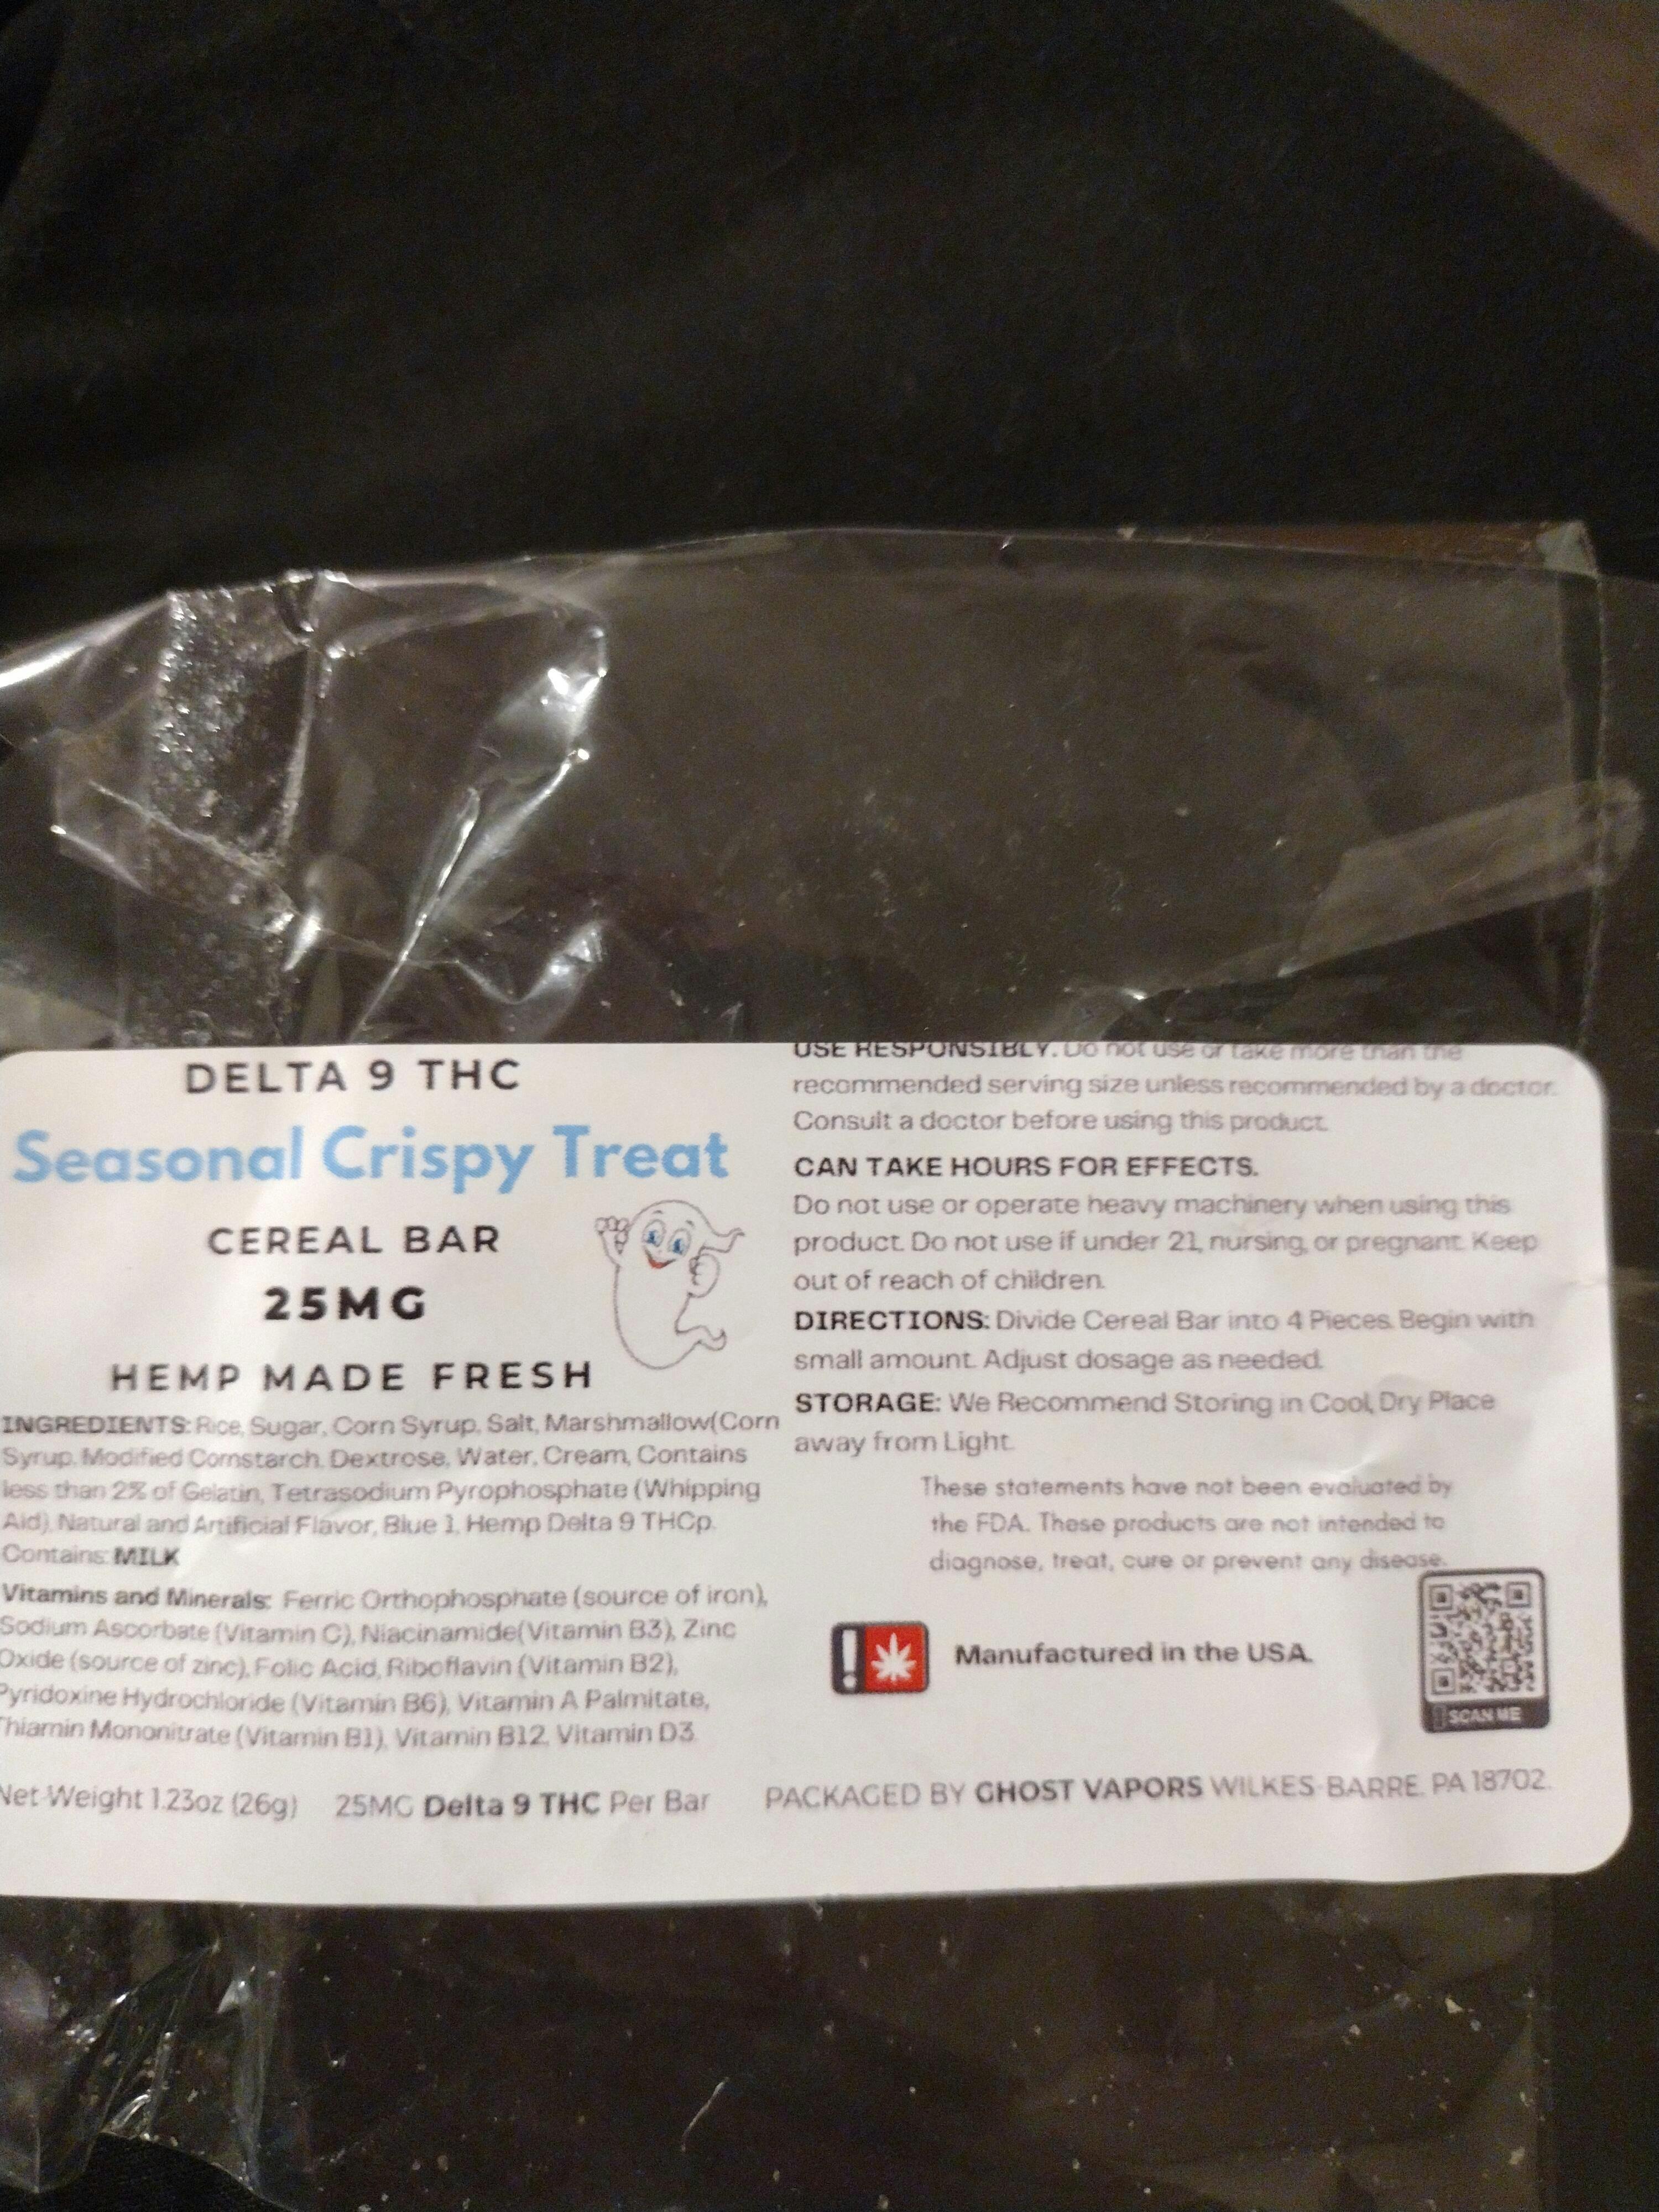 DELTA 9 THC
Seasonal Crispy Treat
CEREAL BAR
25MG
HEMP MADE FRESH
INGREDIENTS: Rice, Sugar, Corn Syrup, Salt, Marshmallow(Corn
Syrup, Modified Cornstarch, Dextrose, Water, Cream, Contains
less than 2% of Gelatin, Tetrasodium Pyrophosphate (Whipping
Aid), Natural and Artificial Flavor, Blue 1, Hemp Delta 9 THCp.
Contains: MILK
Vitamins and Minerals: Ferric Orthophosphate (source of iron),
Sodium Ascorbate (Vitamin C), Niacinamide(Vitamin B3), Zinc
Oxide (source of zinc), Folic Acid, Riboflavin (Vitamin B2),
Pyridoxine Hydrochloride (Vitamin B6), Vitamin A Palmitate,
Thiamin Mononitrate (Vitamin B1), Vitamin B12, Vitamin D3.
Net Weight 1.23oz (26g) 25MG Delta 9 THC Per Bar
USE RESPONSIBLY. Do not use or take more than the
recommended serving size unless recommended by a doctor.
Consult a doctor before using this product.
CAN TAKE HOURS FOR EFFECTS.
Do not use or operate heavy machinery when using this
product. Do not use if under 21, nursing, or pregnant. Keep
out of reach of children.
DIRECTIONS: Divide Cereal Bar into 4 Pieces. Begin with
small amount. Adjust dosage as needed.
STORAGE: We Recommend Storing in Cool, Dry Place
away from Light.
These statements have not been evaluated by
the FDA. These products are not intended to
diagnose, treat, cure or prevent any disease.
!
Manufactured in the USA.
SCAN ME
PACKAGED BY GHOST VAPORS WILKES-BARRE, PA 18702.